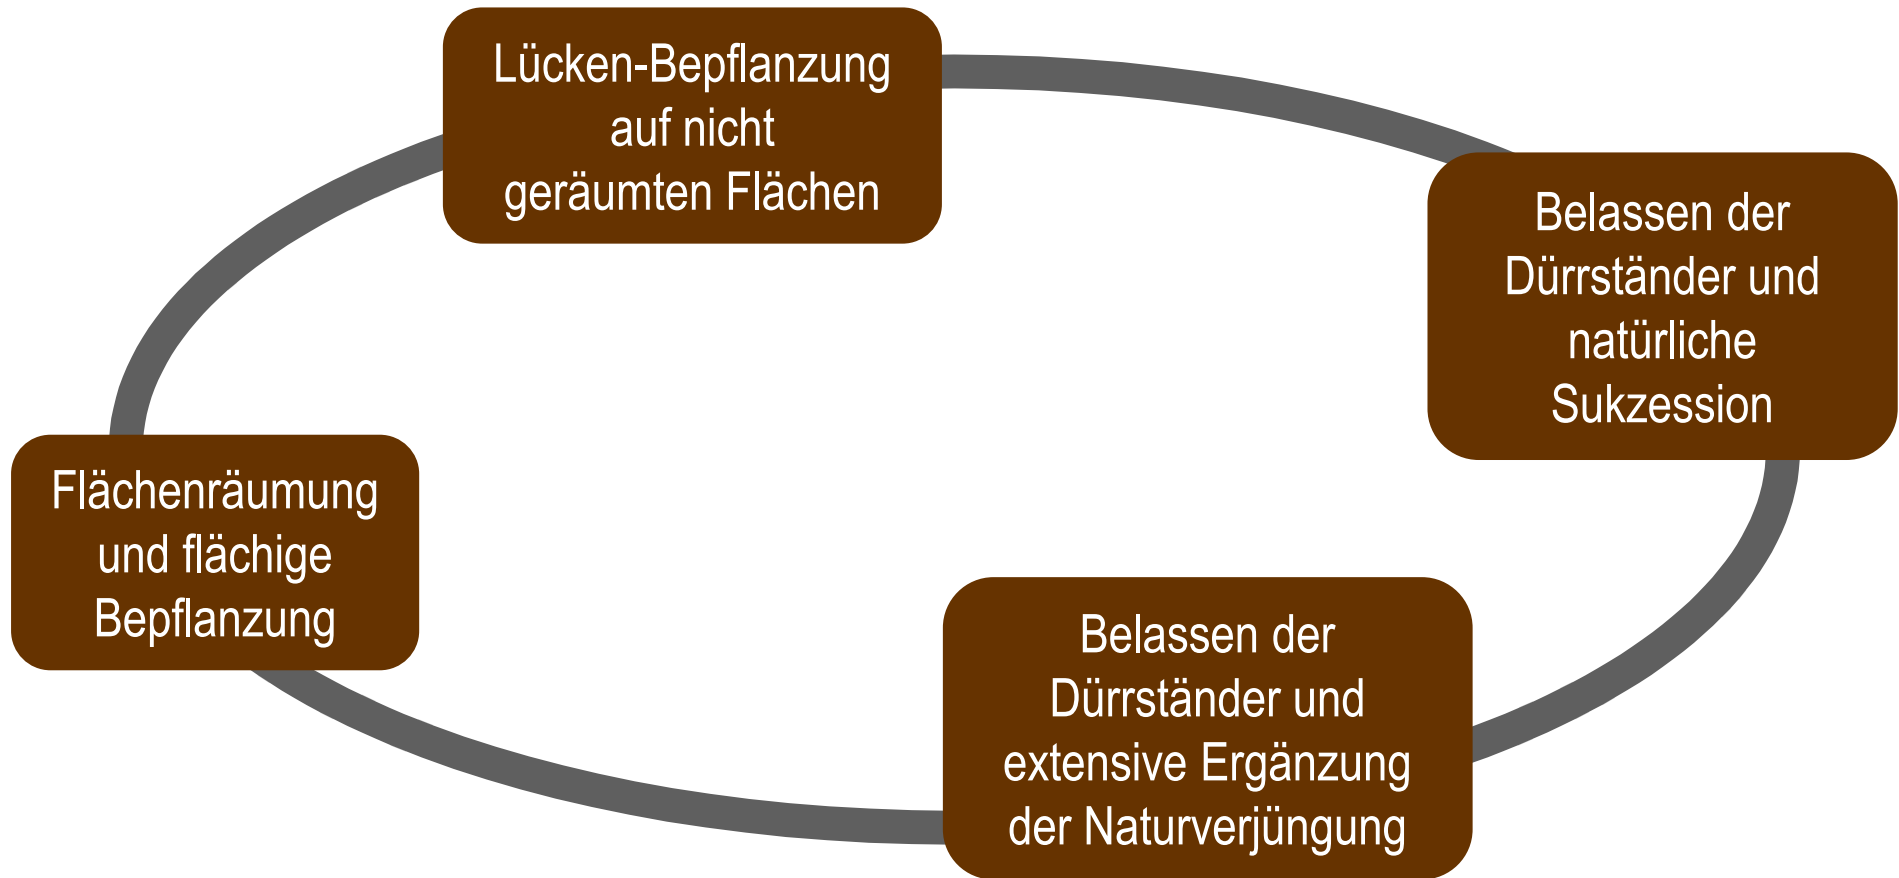 Lücken-Bepflanzung
auf nicht
geräumten Flächen
Belassen der
Dürrständer und
natürliche
Sukzession
Flächenräumung
und flächige
Bepflanzung
Belassen der
Dürrständer und
extensive Ergänzung
der Naturverjüngung